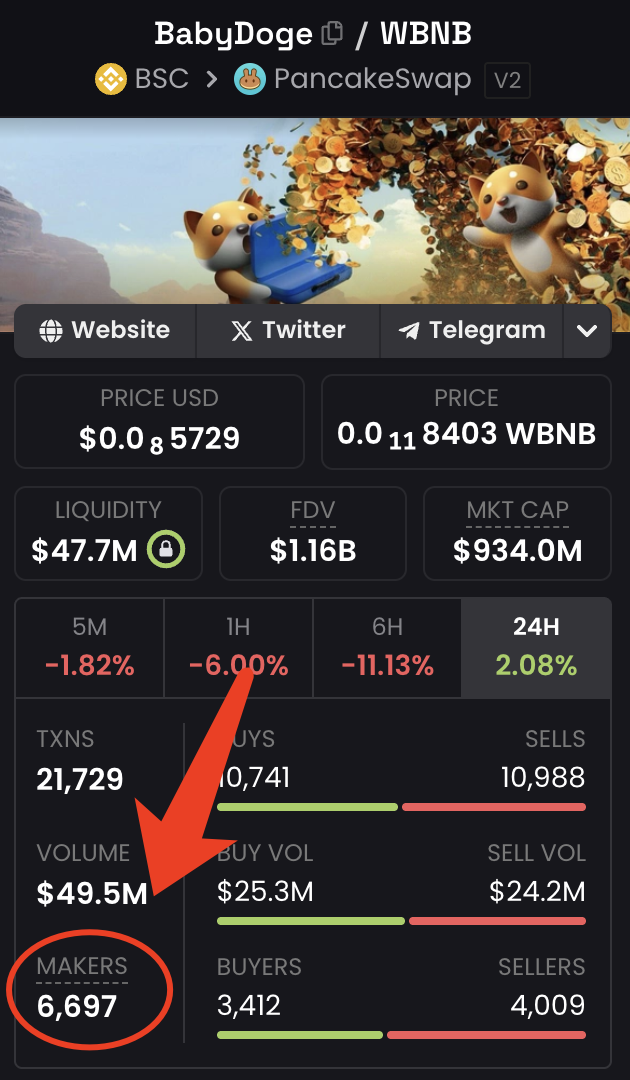 BabyDoge / WBNB
BSC > PancakeSwap V2
Website Twitter Telegram
PRICE USD PRICE
$0.0 8 5729 0.0 11 8403 WBNB
LIQUIDITY FDV MKT CAP
$47.7M $1.16B $934.0M
5M 1H 6H 24H
-1.82% -6.00% -11.13% 2.08%
TXNS BUYS SELLS
21,729 10,741 10,988
VOLUME BUY VOL SELL VOL
$49.5M $25.3M $24.2M
MAKERS BUYERS SELLERS
6,697 3,412 4,009